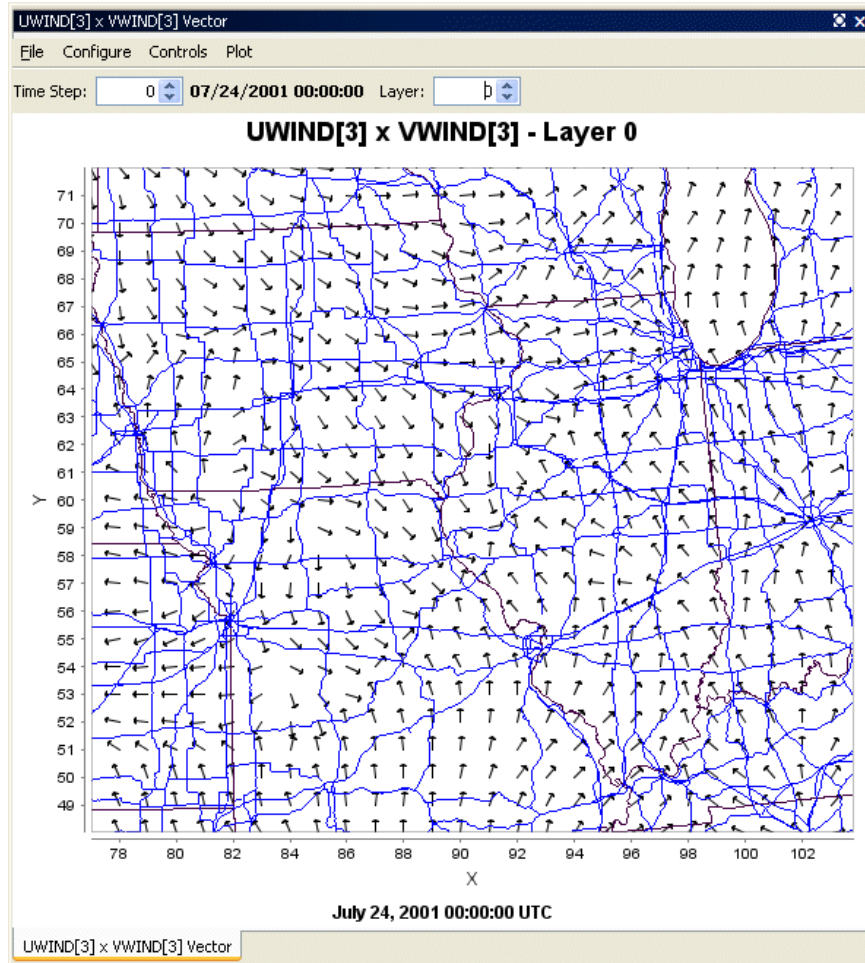 UWIND[3] x VWIND[3] Vector
File Configure Controls Plot
Time Step: 0 07/24/2001 00:00:00 Layer: 0
UWIND[3] x VWIND[3] - Layer 0
71
70
69
68
67
66
65
64
63
62
61
60
59
58
57
56
55
54
53
52
51
50
49
Y
78 80 82 84 86 88 90 92 94 96 98 100 102
X
July 24, 2001 00:00:00 UTC
UWIND[3] x VWIND[3] Vector